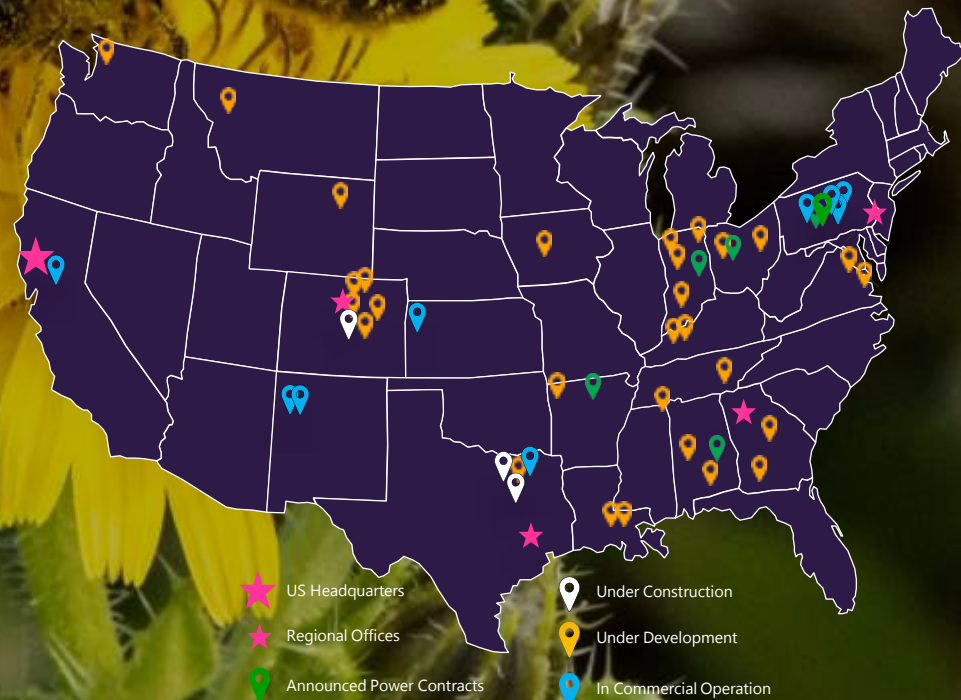 US Headquarters
Regional Offices
Announced Power Contracts
Under Construction
Under Development
In Commercial Operation